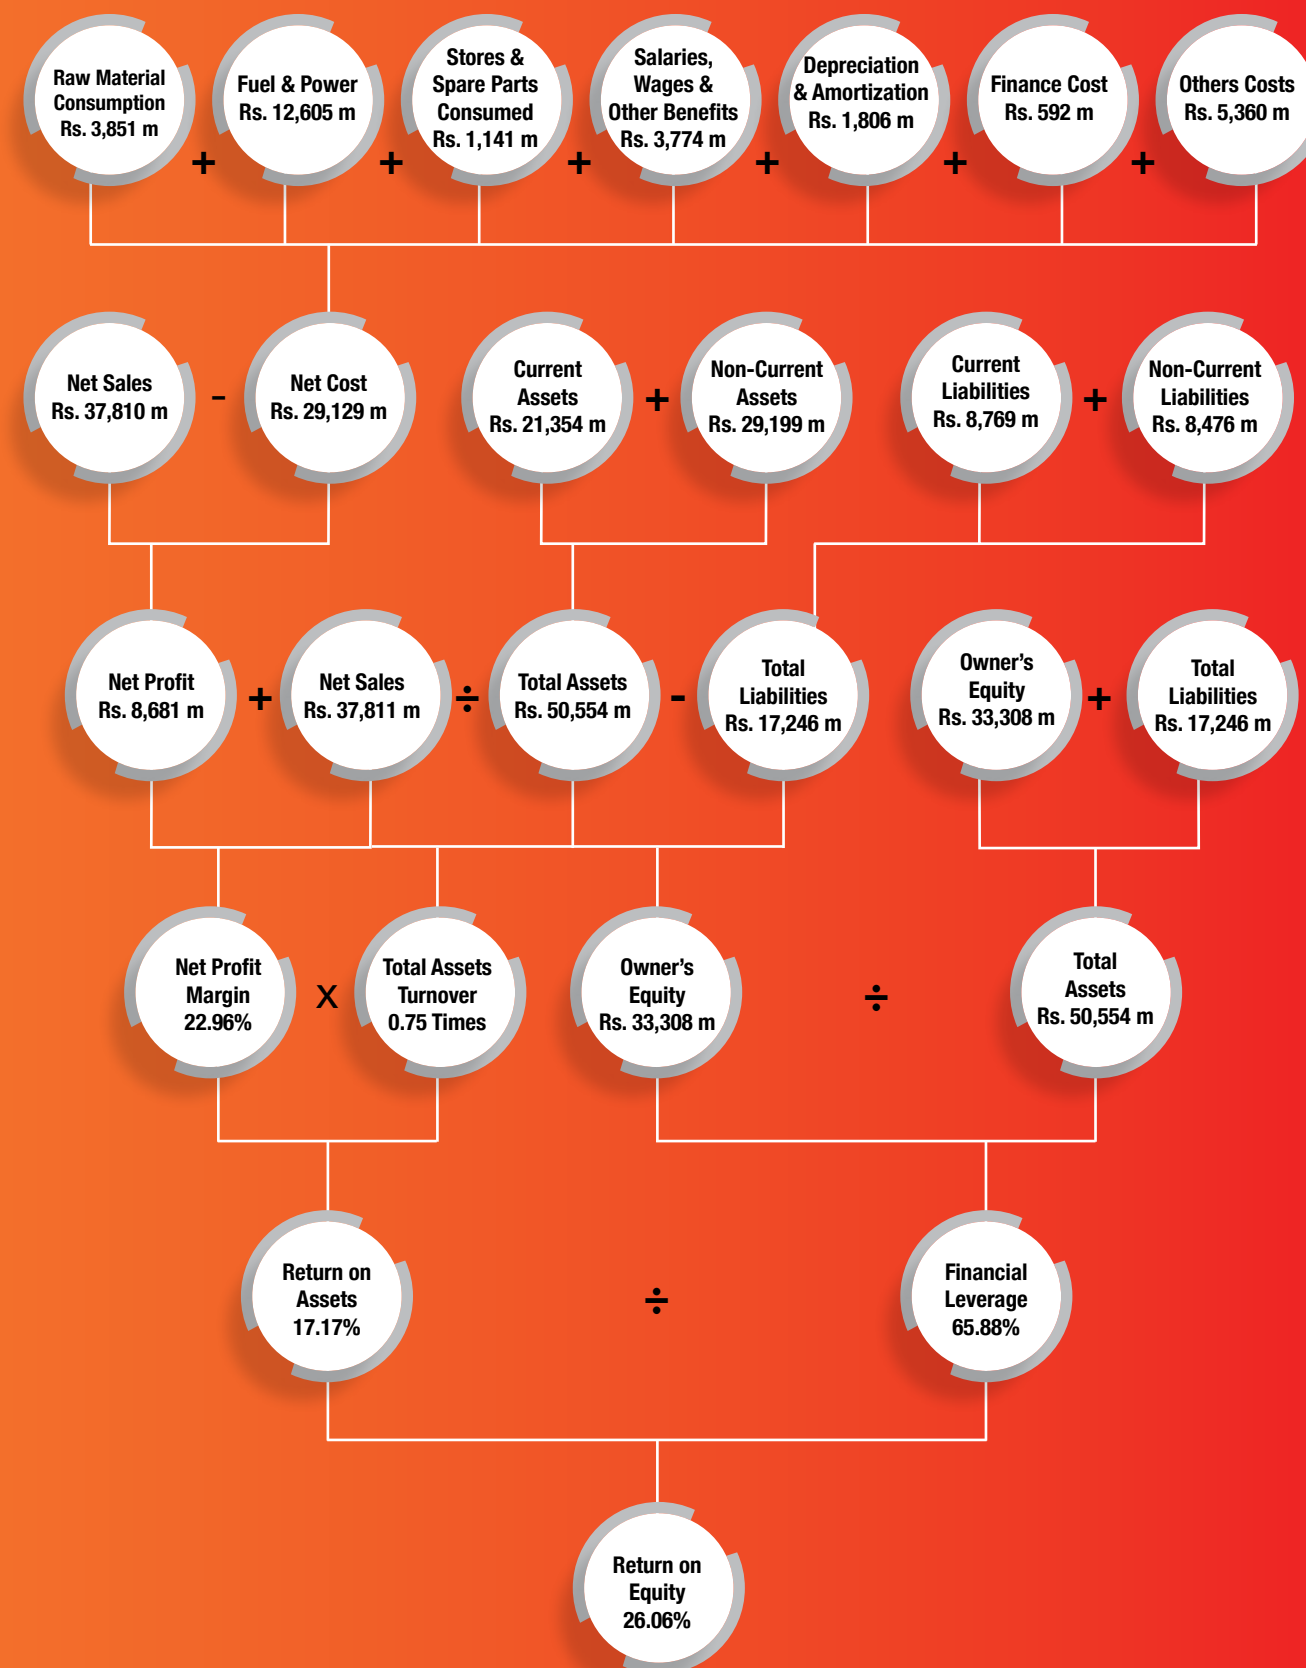 Raw Material
Consumption
Rs. 3,851 m
+
Fuel & Power
Rs. 12,605 m
+
Stores &
Spare Parts
Consumed
Rs. 1,141 m
+
Salaries,
Wages &
Other Benefits
Rs. 3,774 m
+
Depreciation
& Amortization
Rs. 1,806 m
+
Finance Cost
Rs. 592 m
+
Others Costs
Rs. 5,360 m
Net Sales
Rs. 37,810 m
-
Net Cost
Rs. 29,129 m
Current
Assets
Rs. 21,354 m
+
Non-Current
Assets
Rs. 29,199 m
Current
Liabilities
Rs. 8,769 m
+
Non-Current
Liabilities
Rs. 8,476 m
Net Profit
Rs. 8,681 m
+
Net Sales
Rs. 37,811 m
÷
Total Assets
Rs. 50,554 m
-
Total
Liabilities
Rs. 17,246 m
Owner’s
Equity
Rs. 33,308 m
+
Total
Liabilities
Rs. 17,246 m
Net Profit
Margin
22.96%
x
Total Assets
Turnover
0.75 Times
Owner’s
Equity
Rs. 33,308 m
÷
Total
Assets
Rs. 50,554 m
Return on
Assets
17.17%
÷
Financial
Leverage
65.88%
Return on
Equity
26.06%